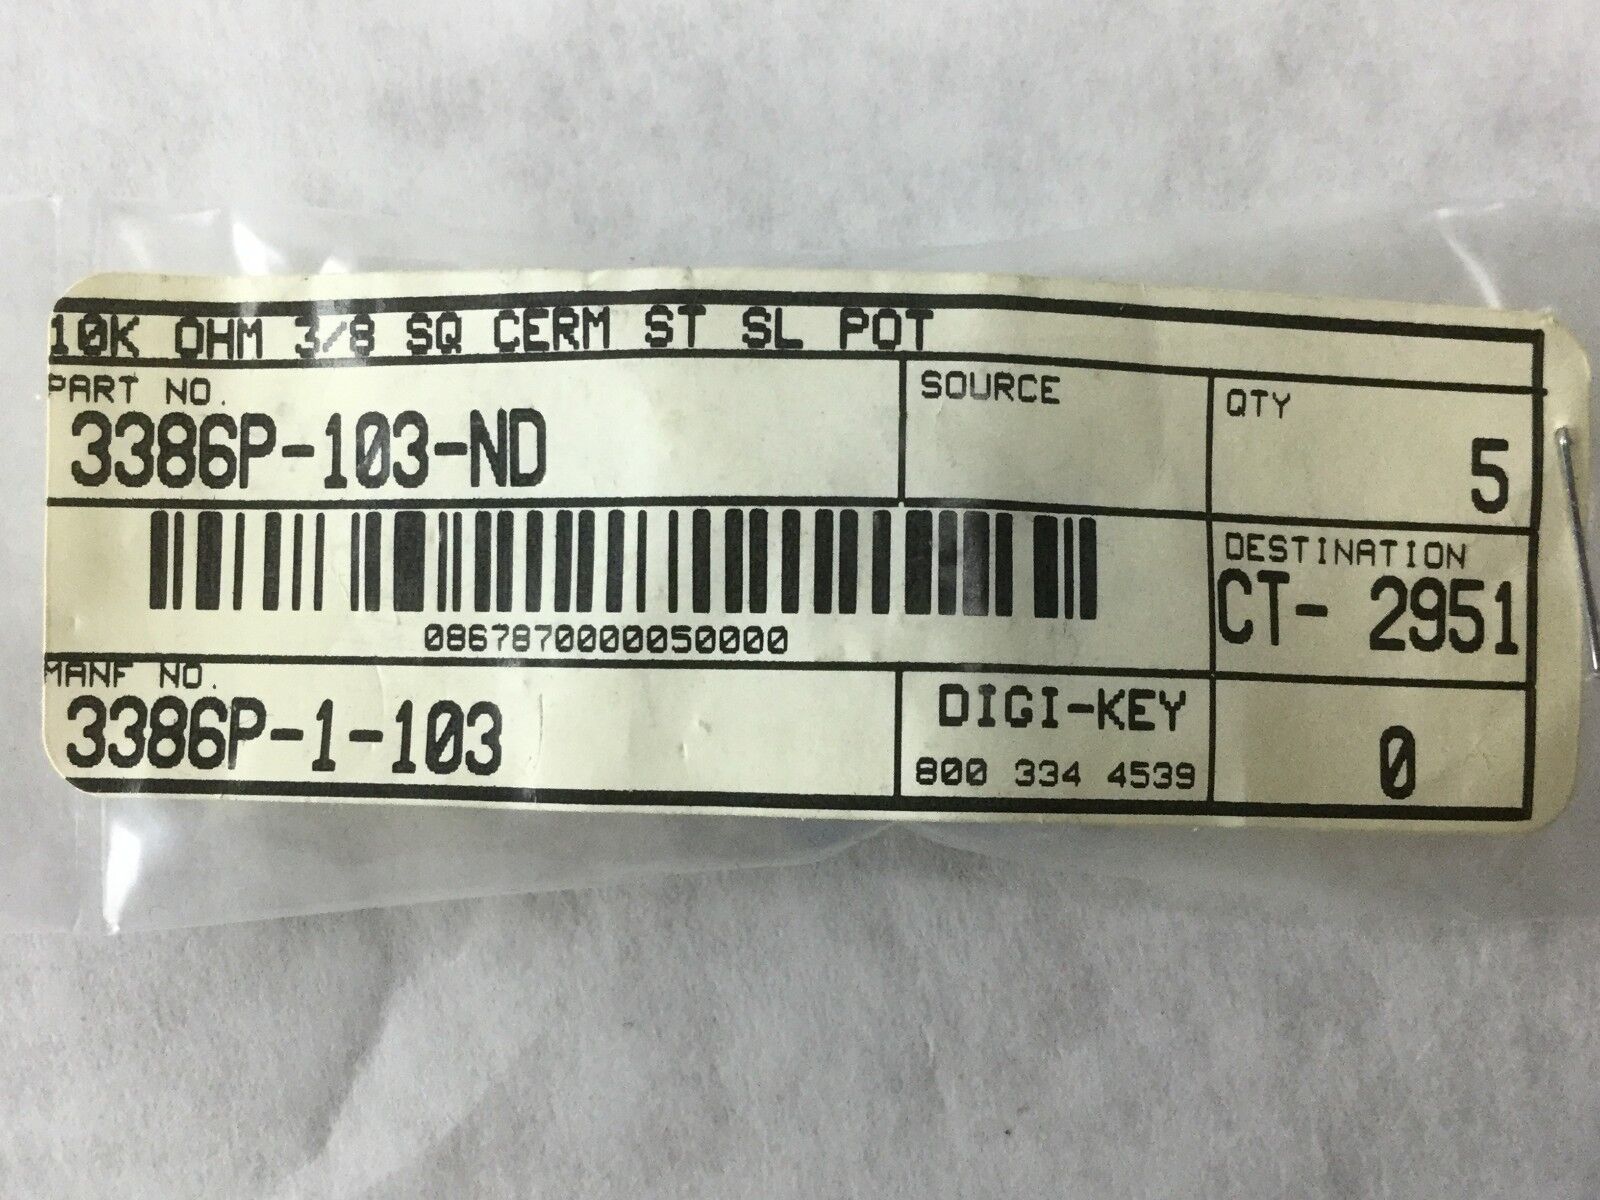 10K OHM 3/8 SQ CERM ST SL POT
PART NO.
3386P-103-ND
SOURCE
QTY
5
0867870000050000
DESTINATION
CT- 2951
MANF NO.
3386P-1-103
DIGI-KEY
800 334 4539
0